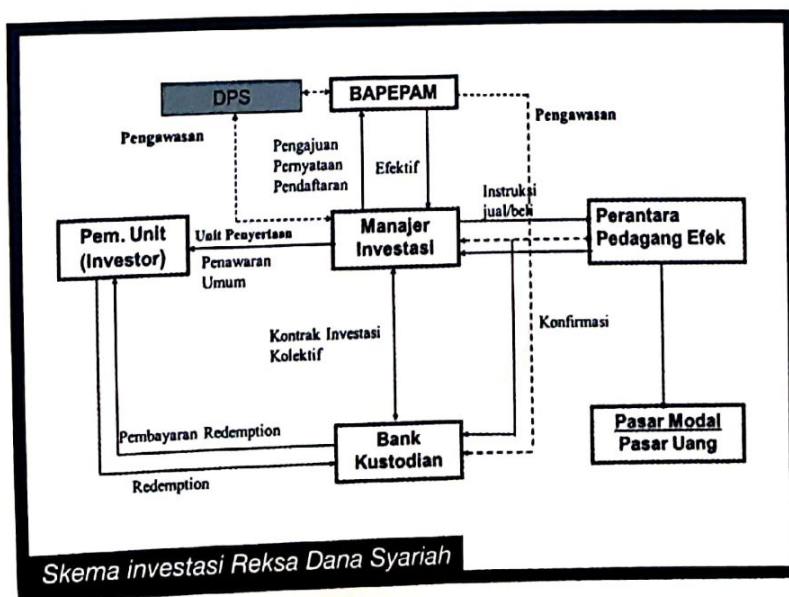 DPS
BAPEPAM
Pengawasan
Pengawasan
Pengajuan
Pernyataan
Pendaftaran
Efektif
Instruksi
jual/beli
Pem. Unit
(Investor)
Unit Penyertaan
Penawaran
Umum
Manajer
Investasi
Perantara
Pedagang Efek
Kontrak Investasi
Kolektif
Konfirmasi
Pembayaran Redemption
Redemption
Bank
Kustodian
Pasar Modal
Pasar Uang
Skema investasi Reksa Dana Syariah